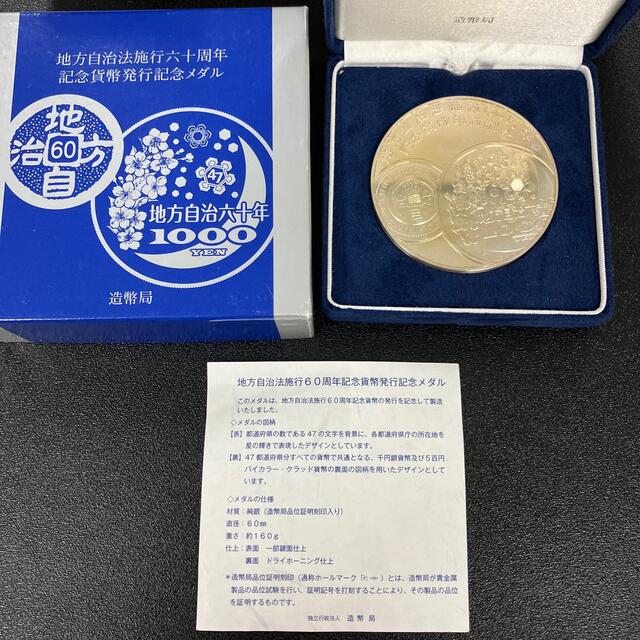 地方自治法施行六十周年
記念貨幣発行記念メダル
地方自治
60
47
地方自治六十年
1000
YEN
造幣局
造幣局
地方自治法施行60周年記念貨幣発行記念メダル
このメダルは、地方自治法施行60周年記念貨幣の発行を記念して製造
いたしました。
◇メダルの図柄
【表】都道府県の数である47の文字を背景に、各都道府県庁の所在地を
星の輝きで表現したデザインとしています。
【裏】47都道府県分すべての貨幣で共通となる、千円銀貨幣及び5百円
バイカラー・クラッド貨幣の裏面の図柄を用いたデザインとして
います。
◇メダルの仕様
材質：純銀（造幣局品位証明刻印入り）
直径：60㎜
重さ：約160g
仕上：表面 一部鏡面仕上
裏面 ドライホーニング仕上
＊造幣局品位証明刻印（通称ホールマーク「 」）とは、造幣局が貴金属
製品の品位試験を行い、証明記号を打刻することにより、その製品の品位
を証明するものです。
独立行政法人 造幣局